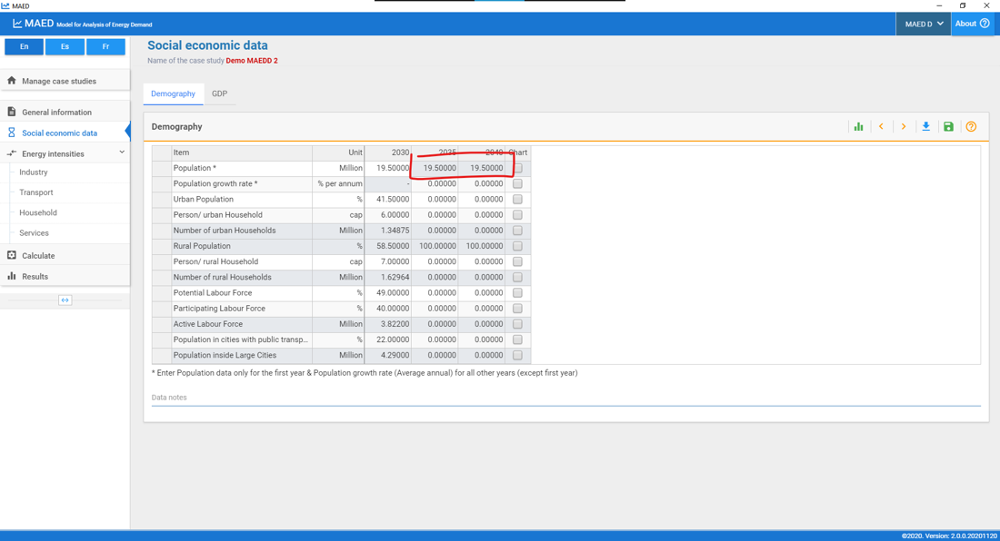 MAED
MAED Model for Analysis of Energy Demand
MAED D
About
En Es Fr
Social economic data
Name of the case study Demo MAEDD 2
Manage case studies
General information
Social economic data
Energy intensities
Industry
Transport
Household
Services
Calculate
Results
Demography GDP
Demography
Item Unit 2030 2035 2040 Chart
Population * Million 19.50000 19.50000 19.50000
Population growth rate * % per annum - 0.00000 0.00000
Urban Population % 41.50000 0.00000 0.00000
Person/ urban Household cap 6.00000 0.00000 0.00000
Number of urban Households Million 1.34875 0.00000 0.00000
Rural Population % 58.50000 100.00000 100.00000
Person/ rural Household cap 7.00000 0.00000 0.00000
Number of rural Households Million 1.62964 0.00000 0.00000
Potential Labour Force % 49.00000 0.00000 0.00000
Participating Labour Force % 40.00000 0.00000 0.00000
Active Labour Force Million 3.82200 0.00000 0.00000
Population in cities with public transp... % 22.00000 0.00000 0.00000
Population inside Large Cities Million 4.29000 0.00000 0.00000
* Enter Population data only for the first year & Population growth rate (Average annual) for all other years (except first year)
Data notes
©2020. Version: 2.0.0.20201120